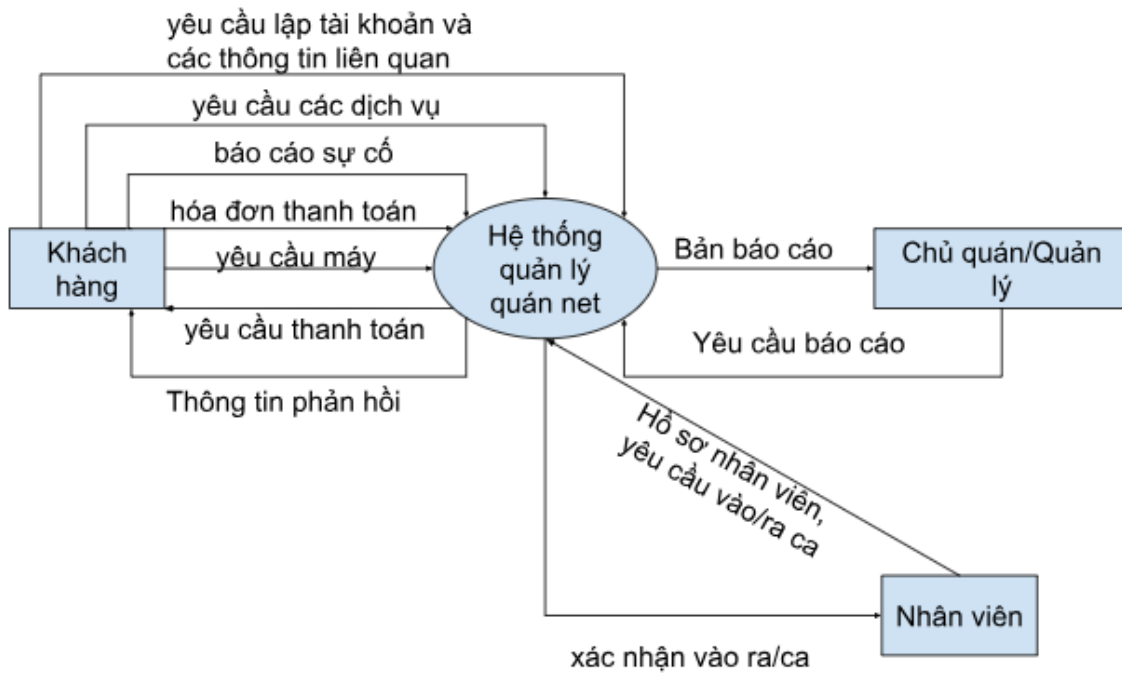 yêu cầu lập tài khoản và
các thông tin liên quan
yêu cầu các dịch vụ
báo cáo sự cố
hóa đơn thanh toán
Khách
hàng
yêu cầu máy
Hệ thống
quản lý
quán net
Bản báo cáo
Chủ quán/Quản
lý
yêu cầu thanh toán
Yêu cầu báo cáo
Thông tin phản hồi
Hồ sơ nhân viên,
yêu cầu vào/ra ca
Nhân viên
xác nhận vào ra/ca